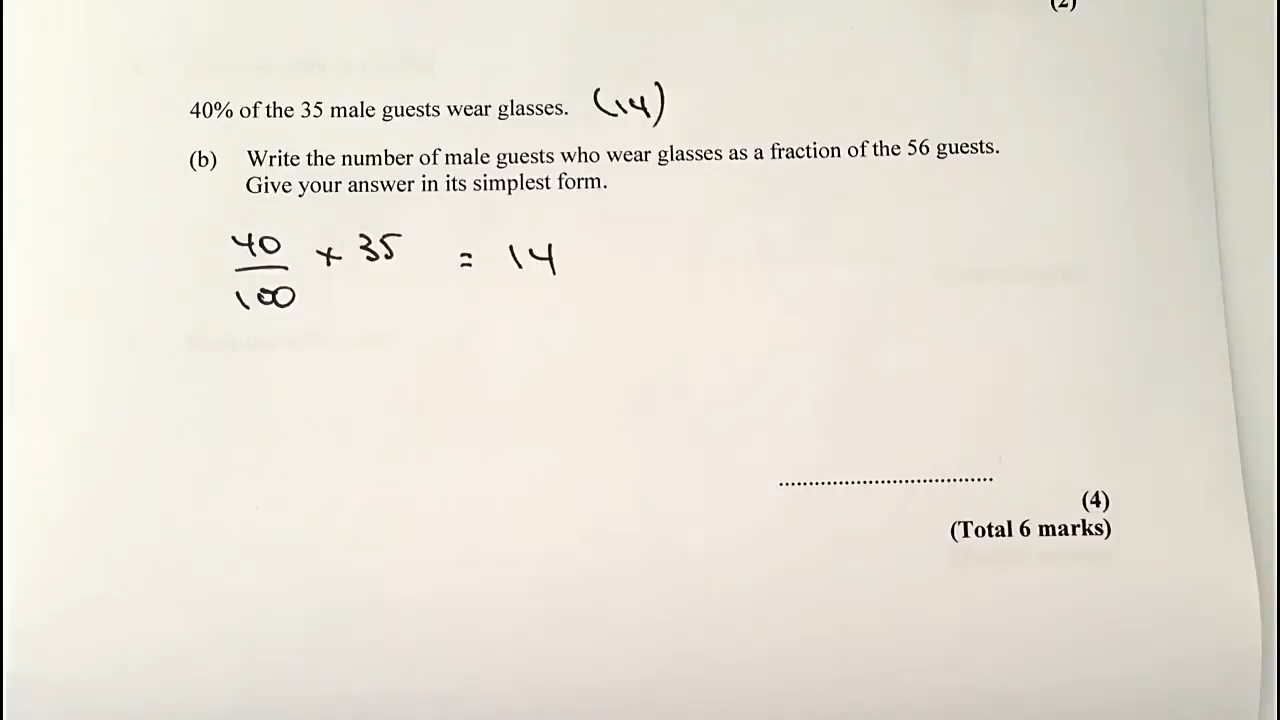 (2)
40% of the 35 male guests wear glasses. (14)
(b) Write the number of male guests who wear glasses as a fraction of the 56 guests.
Give your answer in its simplest form.
40
× 35 = 14
100
....................................
(4)
(Total 6 marks)